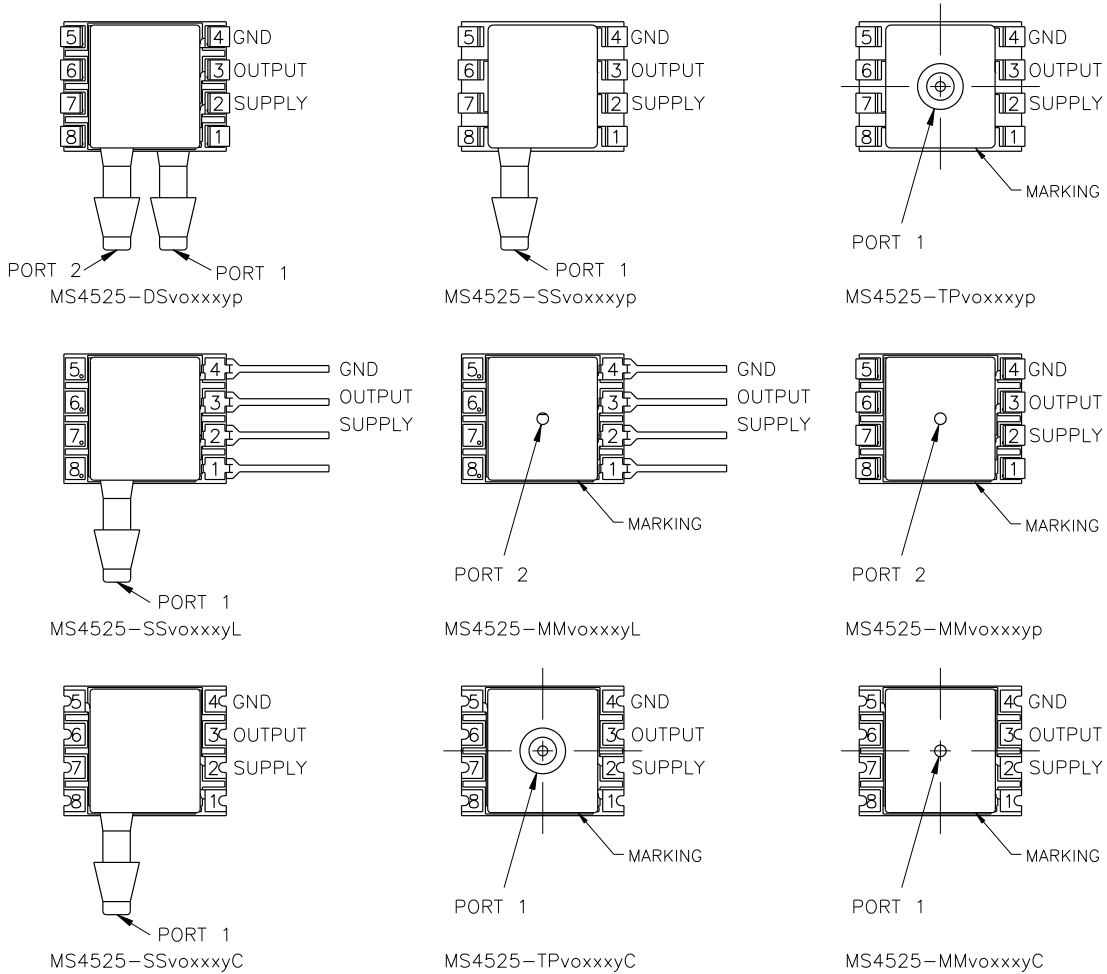 5 4 GND
6 3 OUTPUT
7 2 SUPPLY
8 1
PORT 2 PORT 1
MS4525-DSvoxxxyp
5 4 GND
6 3 OUTPUT
7 2 SUPPLY
8 1
PORT 1
MS4525-SSvoxxxyp
5 4 GND
6 3 OUTPUT
7 2 SUPPLY
8 1
MARKING
PORT 1
MS4525-TPvoxxxyp
5 4 GND
6 3 OUTPUT
7 2 SUPPLY
8 1
PORT 1
MS4525-SSvoxxxyL
5 4 GND
6 3 OUTPUT
7 2 SUPPLY
8 1
MARKING
PORT 2
MS4525-MMvoxxxyL
5 4 GND
6 3 OUTPUT
7 2 SUPPLY
8 1
MARKING
PORT 2
MS4525-MMvoxxxyp
5 4 GND
6 3 OUTPUT
7 2 SUPPLY
8 1
PORT 1
MS4525-SSvoxxxyC
5 4 GND
6 3 OUTPUT
7 2 SUPPLY
8 1
MARKING
PORT 1
MS4525-TPvoxxxyC
5 4 GND
6 3 OUTPUT
7 2 SUPPLY
8 1
MARKING
PORT 1
MS4525-MMvoxxxyC